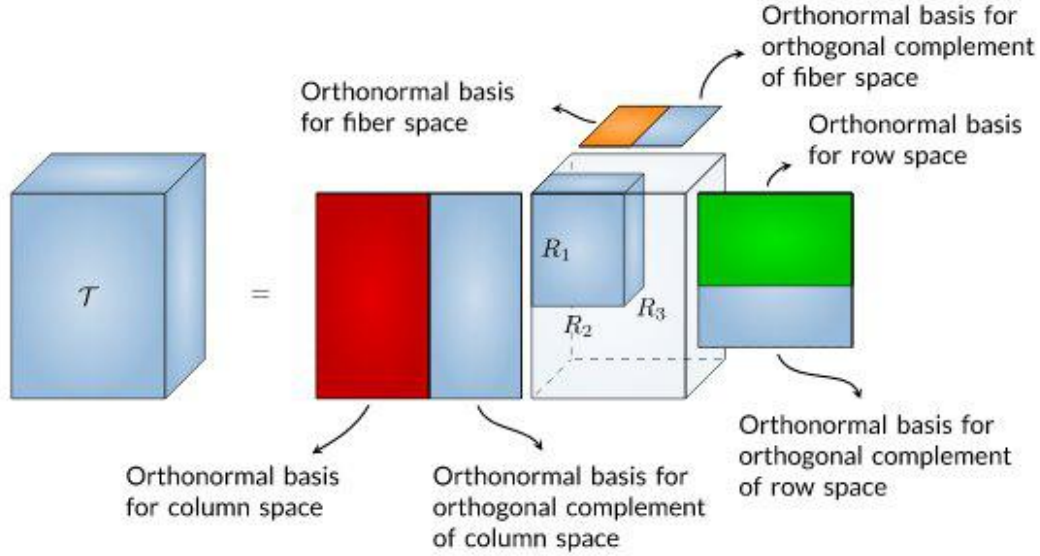 Orthonormal basis for
orthogonal complement
of fiber space
Orthonormal basis
for fiber space
Orthonormal basis
for row space
𝒯
=
R₁
R₂
R₃
Orthonormal basis
for column space
Orthonormal basis for
orthogonal complement
of column space
Orthonormal basis for
orthogonal complement
of row space